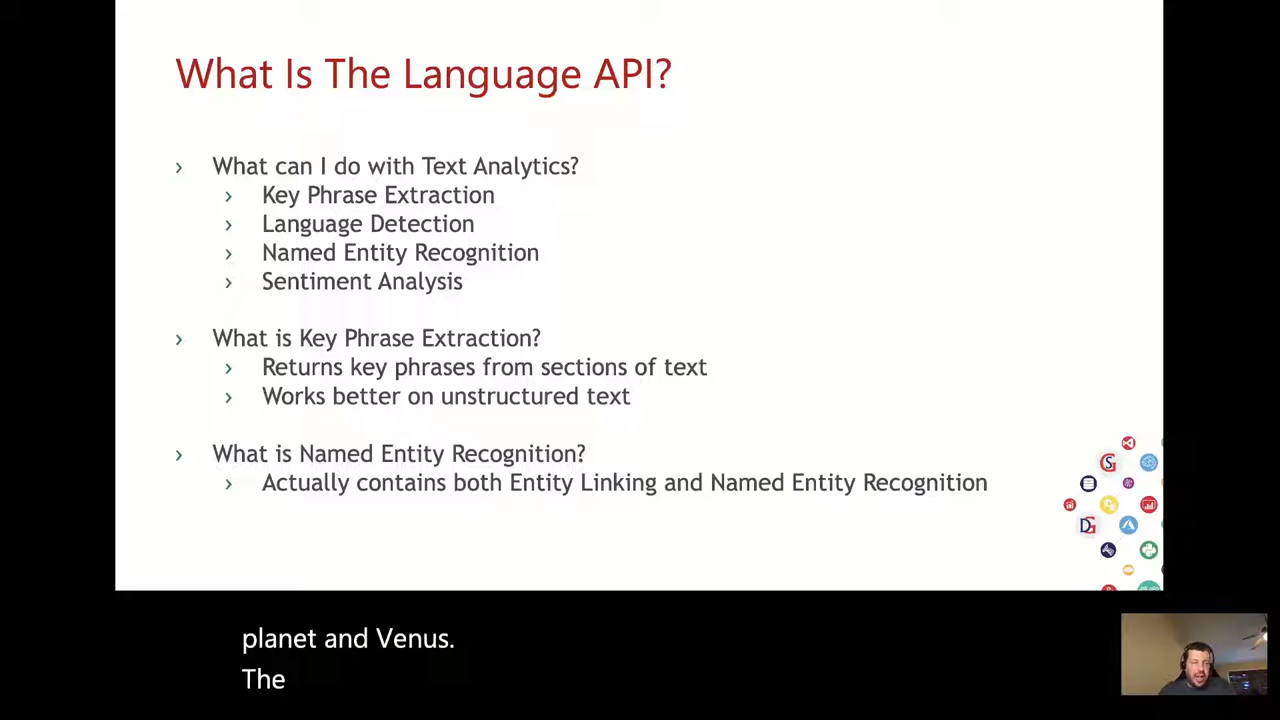 What Is The Language API?
› What can I do with Text Analytics?
› Key Phrase Extraction
› Language Detection
› Named Entity Recognition
› Sentiment Analysis
› What is Key Phrase Extraction?
› Returns key phrases from sections of text
› Works better on unstructured text
› What is Named Entity Recognition?
› Actually contains both Entity Linking and Named Entity Recognition
planet and Venus.
The